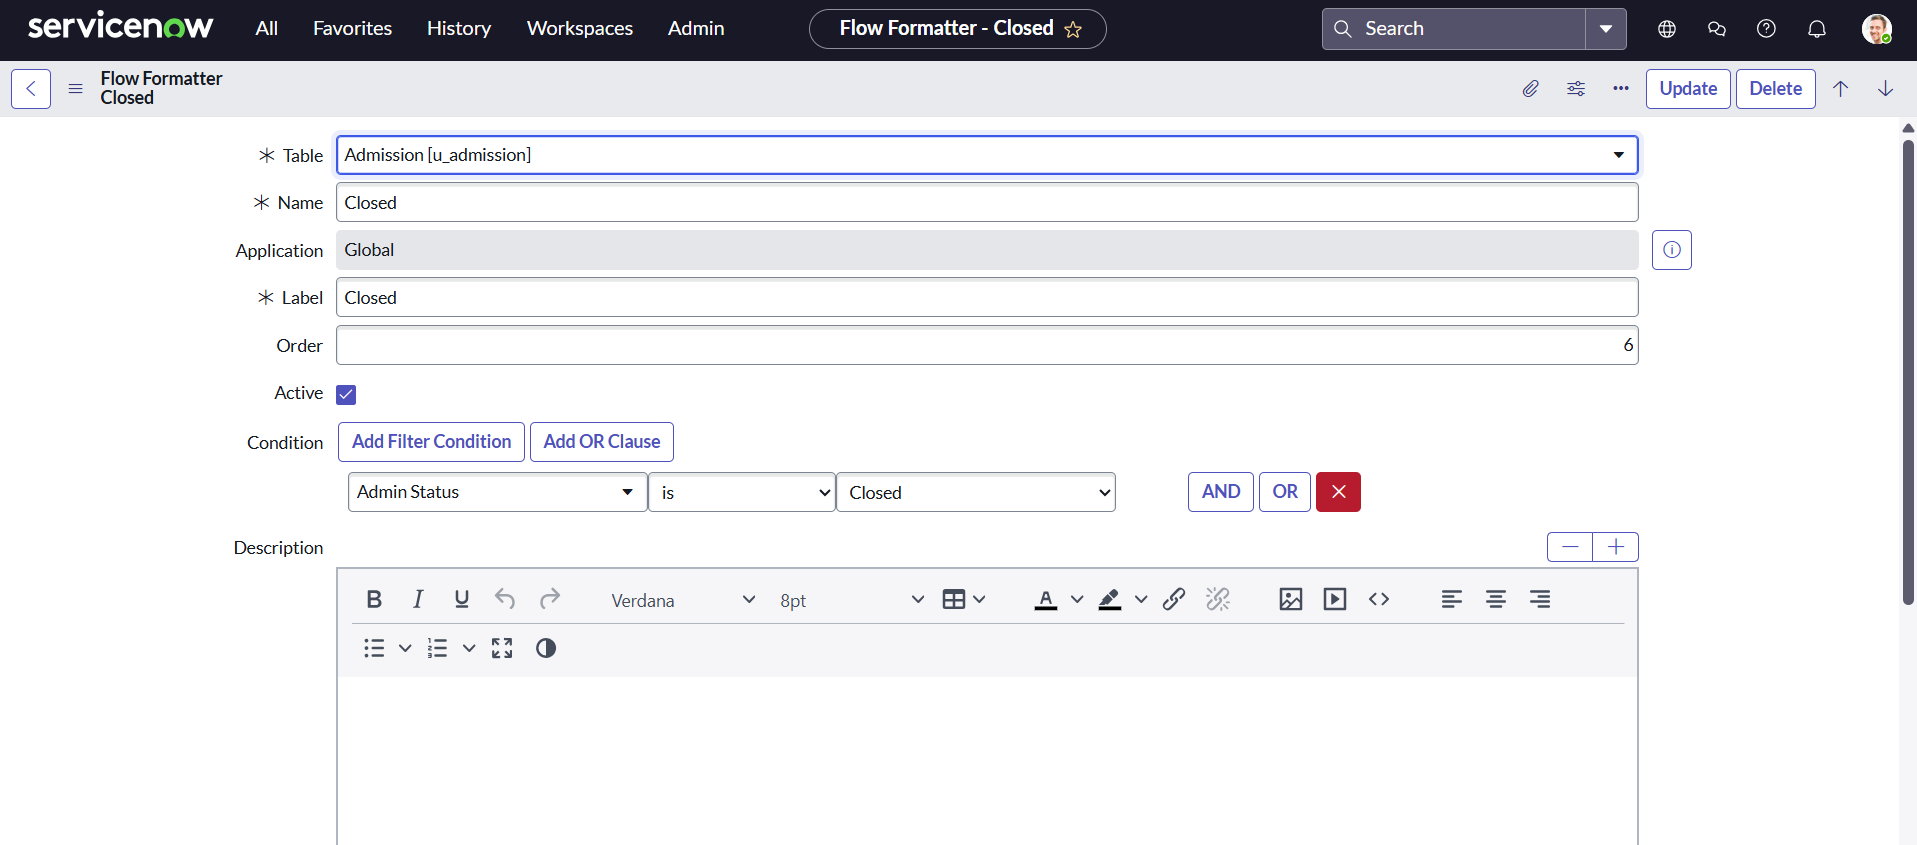 servicenow All Favorites History Workspaces Admin Flow Formatter - Closed Search
Flow Formatter
Closed
Update Delete
Table Admission [u_admission]
Name Closed
Application Global
Label Closed
Order 6
Active
Condition Add Filter Condition Add OR Clause
Admin Status is Closed AND OR
Description
B I U Verdana 8pt A